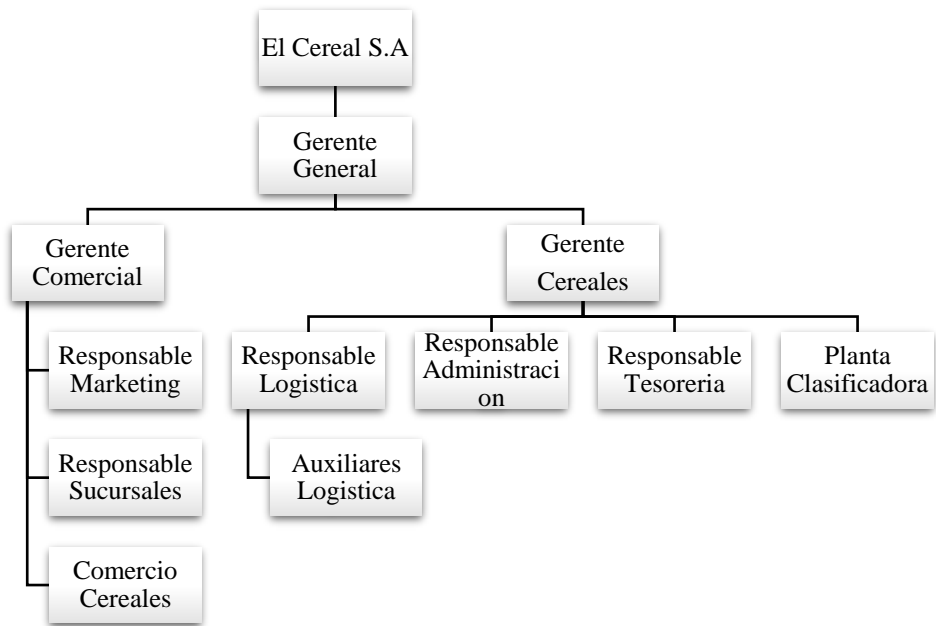 El Cereal S.A
Gerente
General
Gerente
Comercial
Gerente
Cereales
Responsable
Marketing
Responsable
Sucursales
Comercio
Cereales
Responsable
Logistica
Auxiliares
Logistica
Responsable
Administraci
on
Responsable
Tesoreria
Planta
Clasificadora